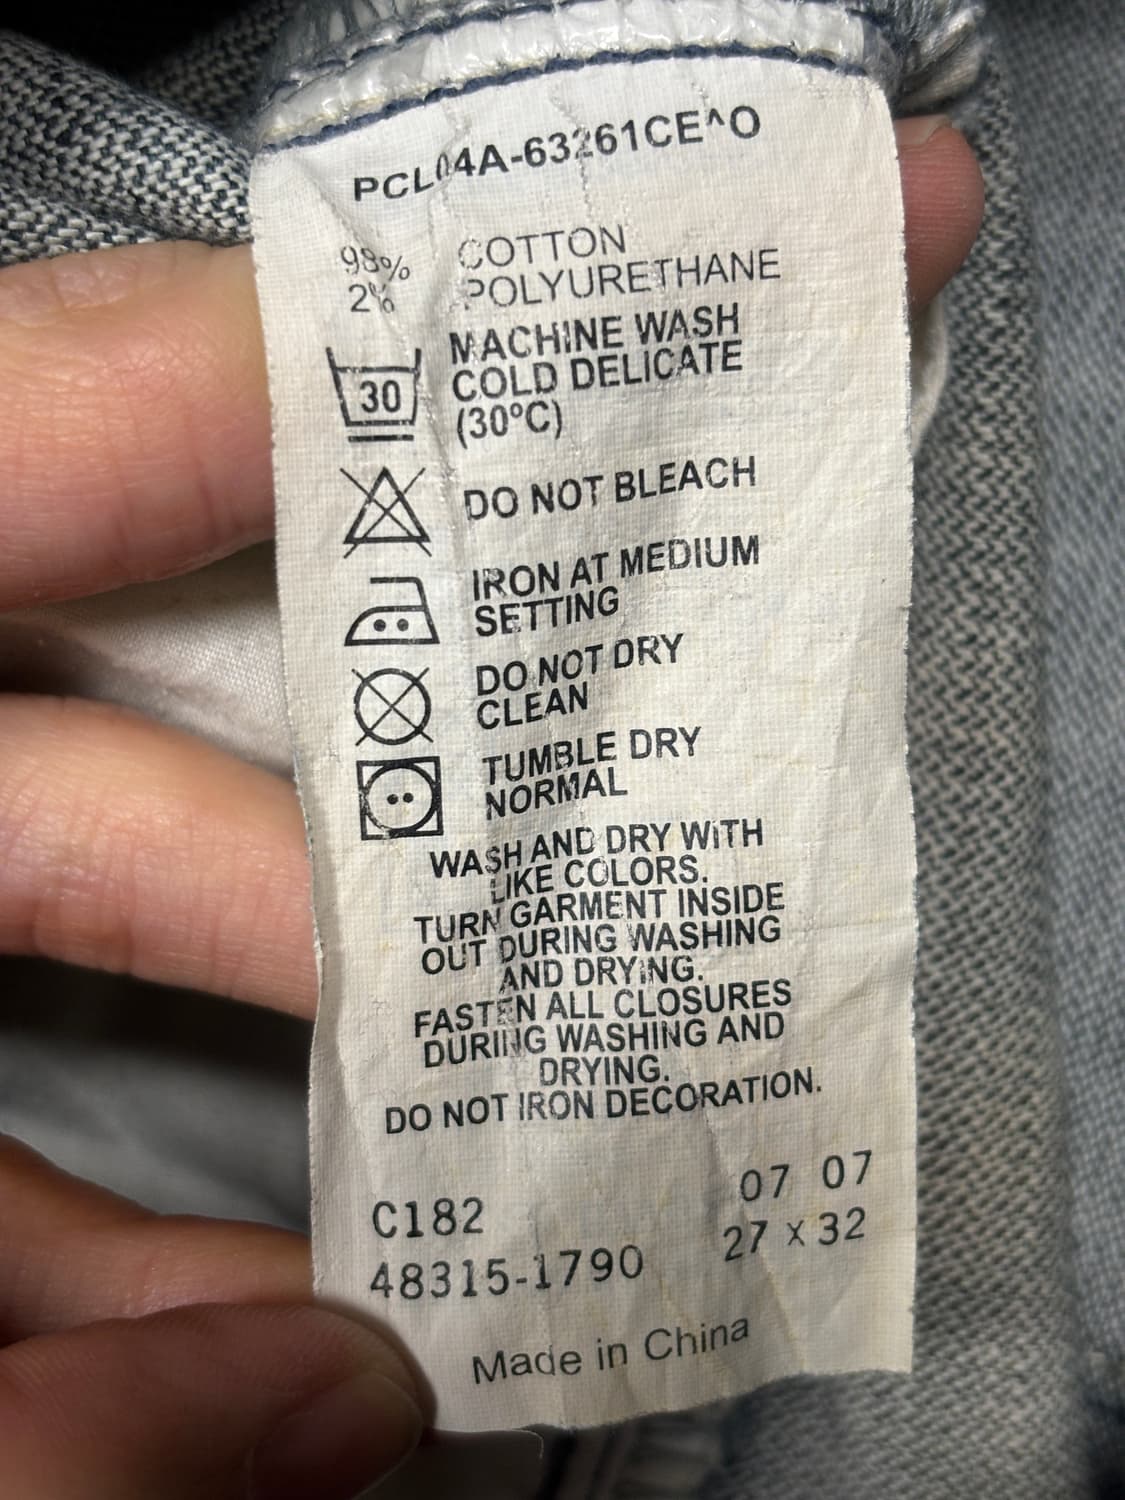 PCL04A-63261CE^O
98% COTTON
2% POLYURETHANE
MACHINE WASH
COLD DELICATE
30
(30ºC)
DO NOT BLEACH
IRON AT MEDIUM
SETTING
DO NOT DRY
CLEAN
TUMBLE DRY
NORMAL
WASH AND DRY WITH
LIKE COLORS.
TURN GARMENT INSIDE
OUT DURING WASHING
AND DRYING.
FASTEN ALL CLOSURES
DURING WASHING AND
DRYING.
DO NOT IRON DECORATION.
C182 07 07
48315-1790 27 x 32
Made in China